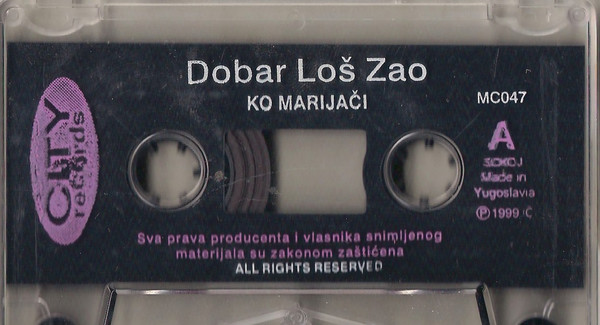 Dobar Loš Zao
KO MARIJAČI
MC047
CITY
records
A
SOKOJ
Made in
Yugoslavia
Ⓟ 1999 C
Sva prava producenta i vlasnika snimljenog
materijala su zakonom zaštićena
ALL RIGHTS RESERVED